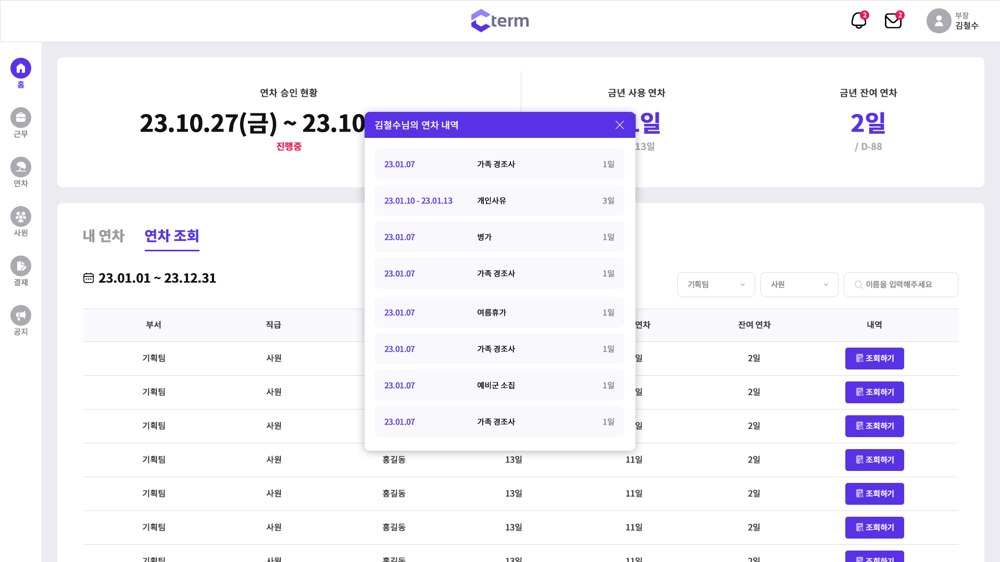 term
2
2
부장
김철수
홈
근무
연차
사원
결재
공지
연차 승인 현황
23.10.27(금) ~ 23.10
진행중
금년 사용 연차
1일
13일
금년 잔여 연차
2일
/ D-88
김철수님의 연차 내역
23.01.07 가족 경조사 1일
23.01.10 - 23.01.13 개인사유 3일
23.01.07 병가 1일
23.01.07 가족 경조사 1일
23.01.07 여름휴가 1일
23.01.07 가족 경조사 1일
23.01.07 예비군 소집 1일
23.01.07 가족 경조사 1일
내 연차 연차 조회
23.01.01 ~ 23.12.31
기획팀 사원 이름을 입력해주세요
부서 직급 연차 잔여 연차 내역
기획팀 사원 일 2일 조회하기
기획팀 사원 일 2일 조회하기
기획팀 사원 일 2일 조회하기
기획팀 사원 홍길동 13일 11일 2일 조회하기
기획팀 사원 홍길동 13일 11일 2일 조회하기
기획팀 사원 홍길동 13일 11일 2일 조회하기
기획팀 사원 홍길동 13일 11일 2일 조회하기